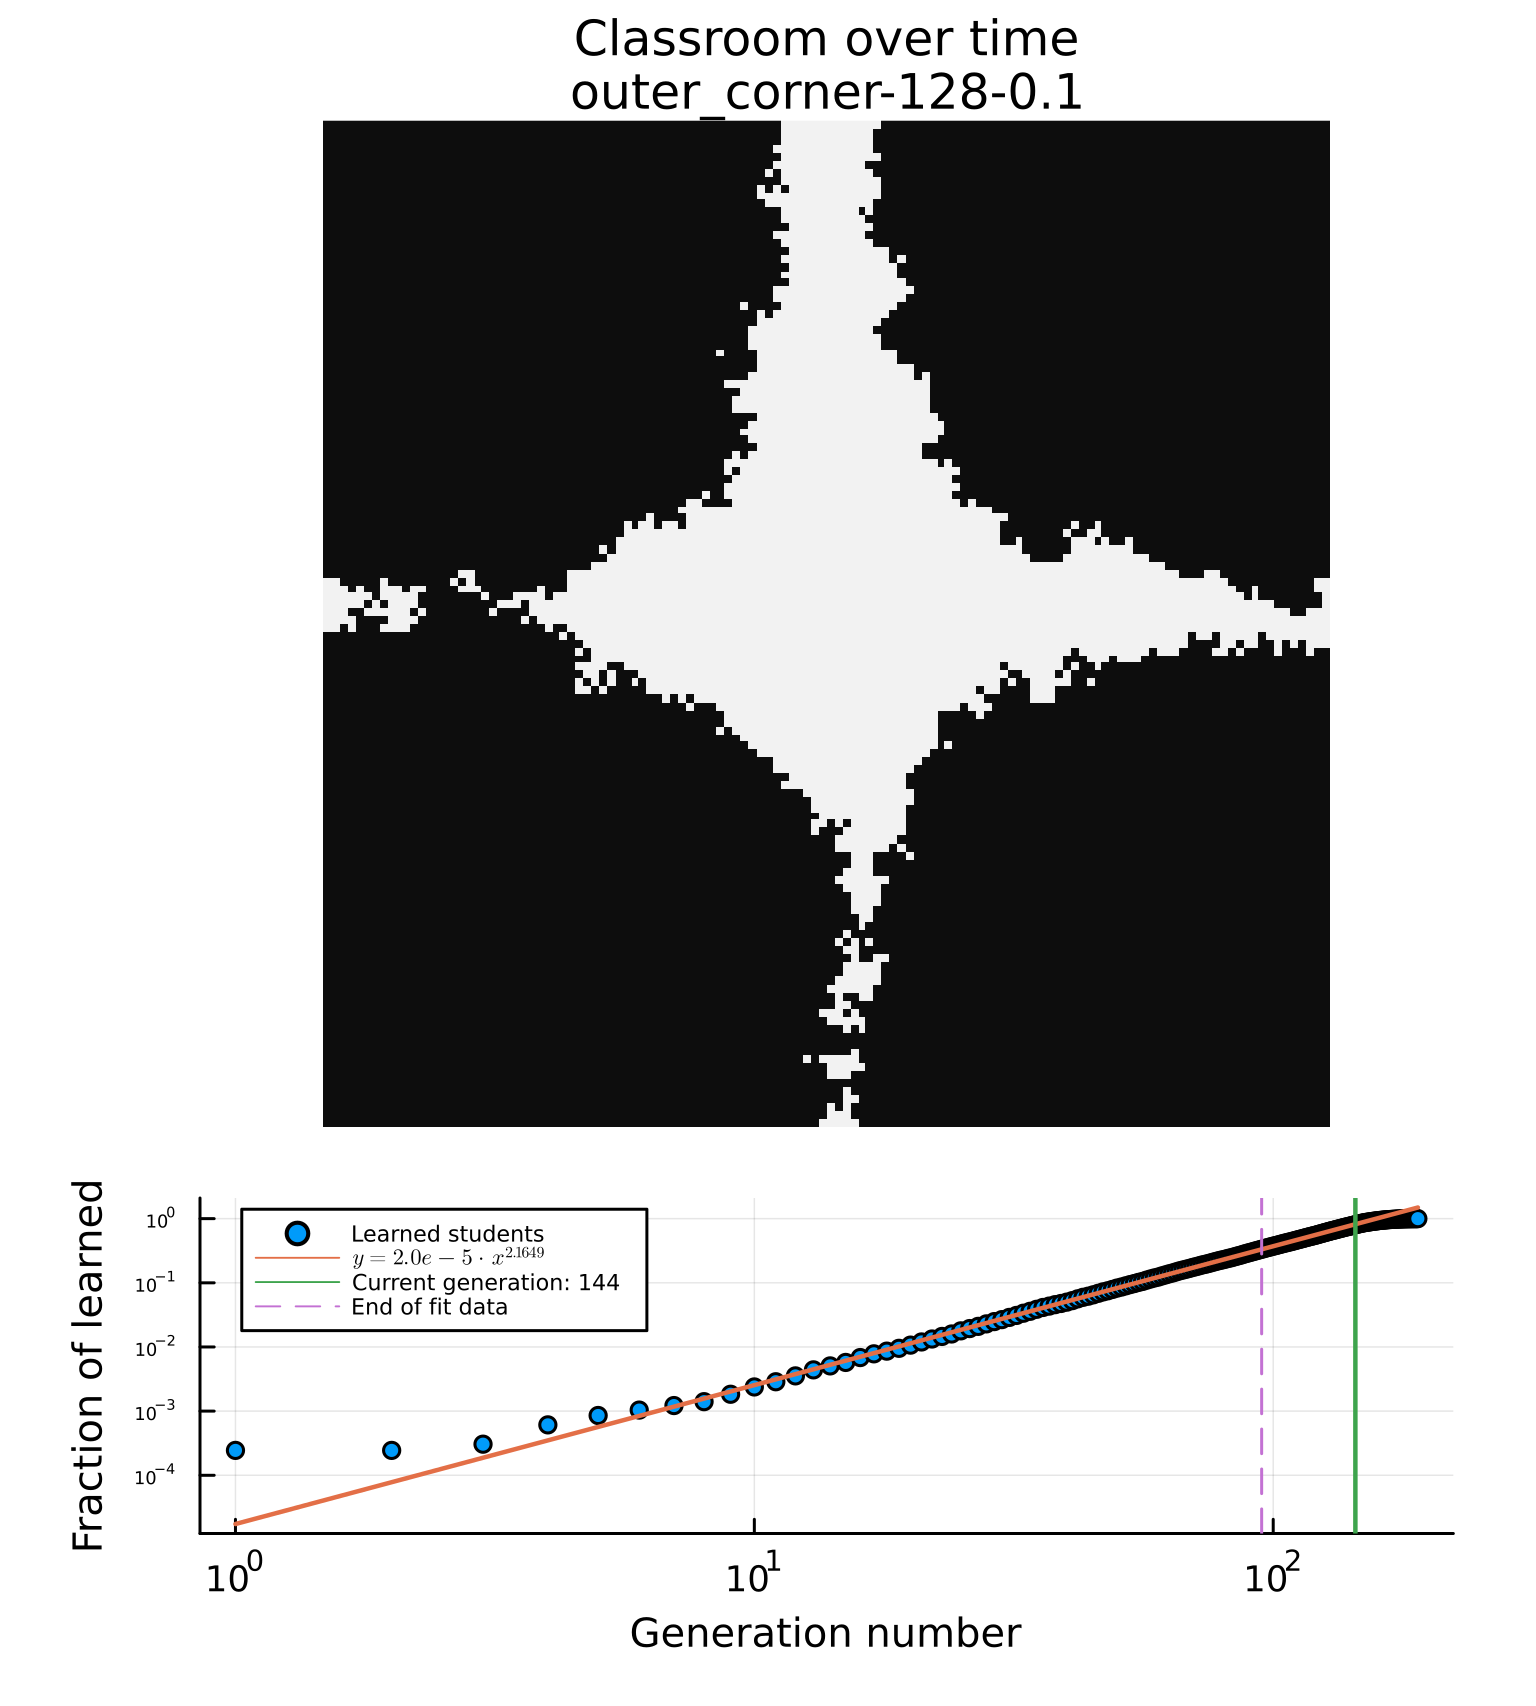 Classroom over time
outer_corner-128-0.1
Fraction of learned
10^0
10^-1
10^-2
10^-3
10^-4
Learned students
y = 2.0e − 5 · x^2.1649
Current generation: 144
End of fit data
10^0 10^1 10^2
Generation number